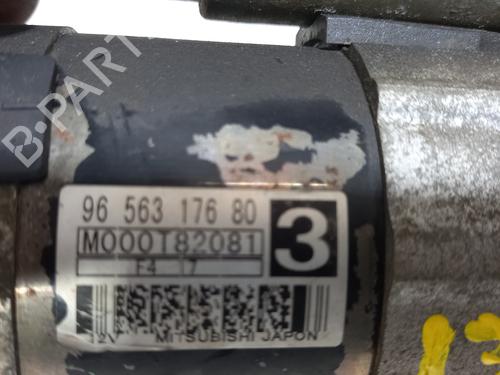 B-PARTS
96 563 176 80
M000T82081
3
F4 17
12V MITSUBISHI JAPON